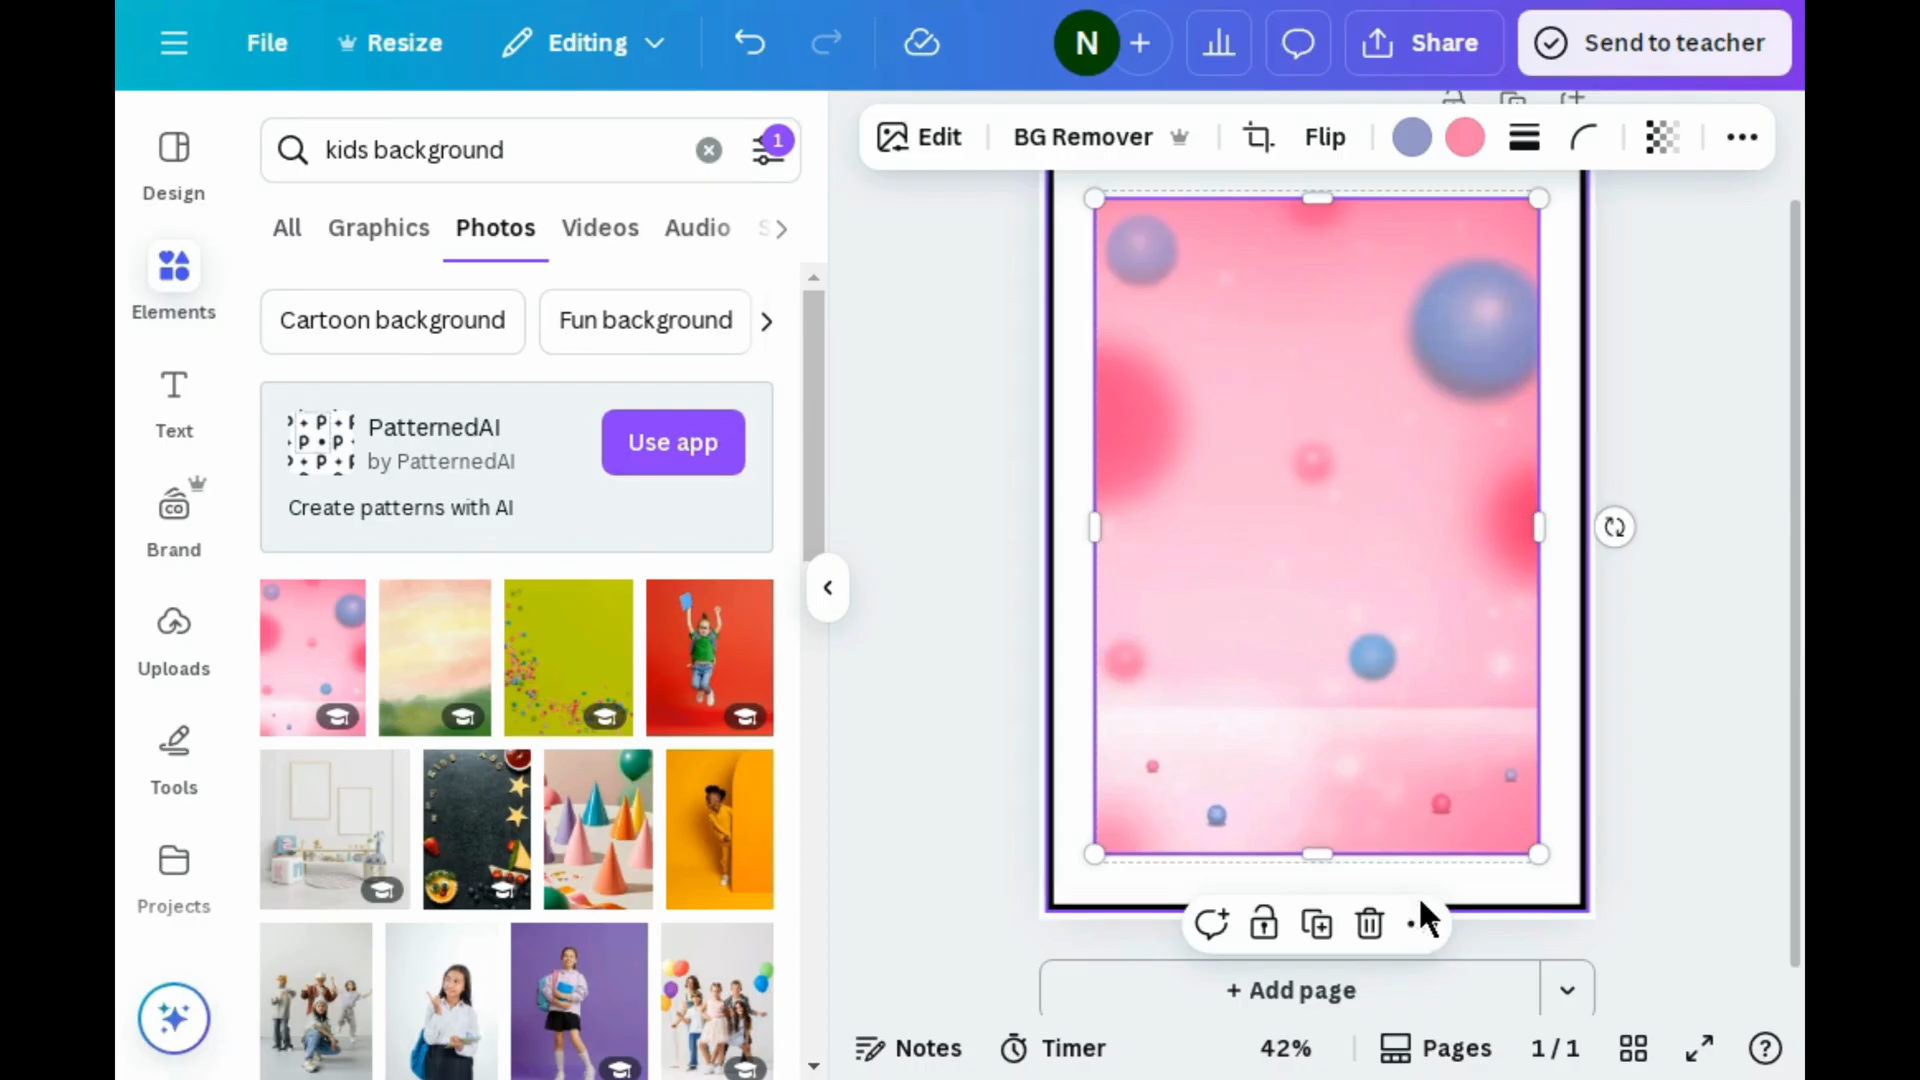 File
Resize
Editing
N
Share
Send to teacher
Design
Elements
Text
Brand
Uploads
Tools
Projects
kids background
1
All
Graphics
Photos
Videos
Audio
Cartoon background
Fun background
PatternedAI
by PatternedAI
Create patterns with AI
Use app
Edit
BG Remover
Flip
+ Add page
Notes
Timer
42%
Pages
1 / 1